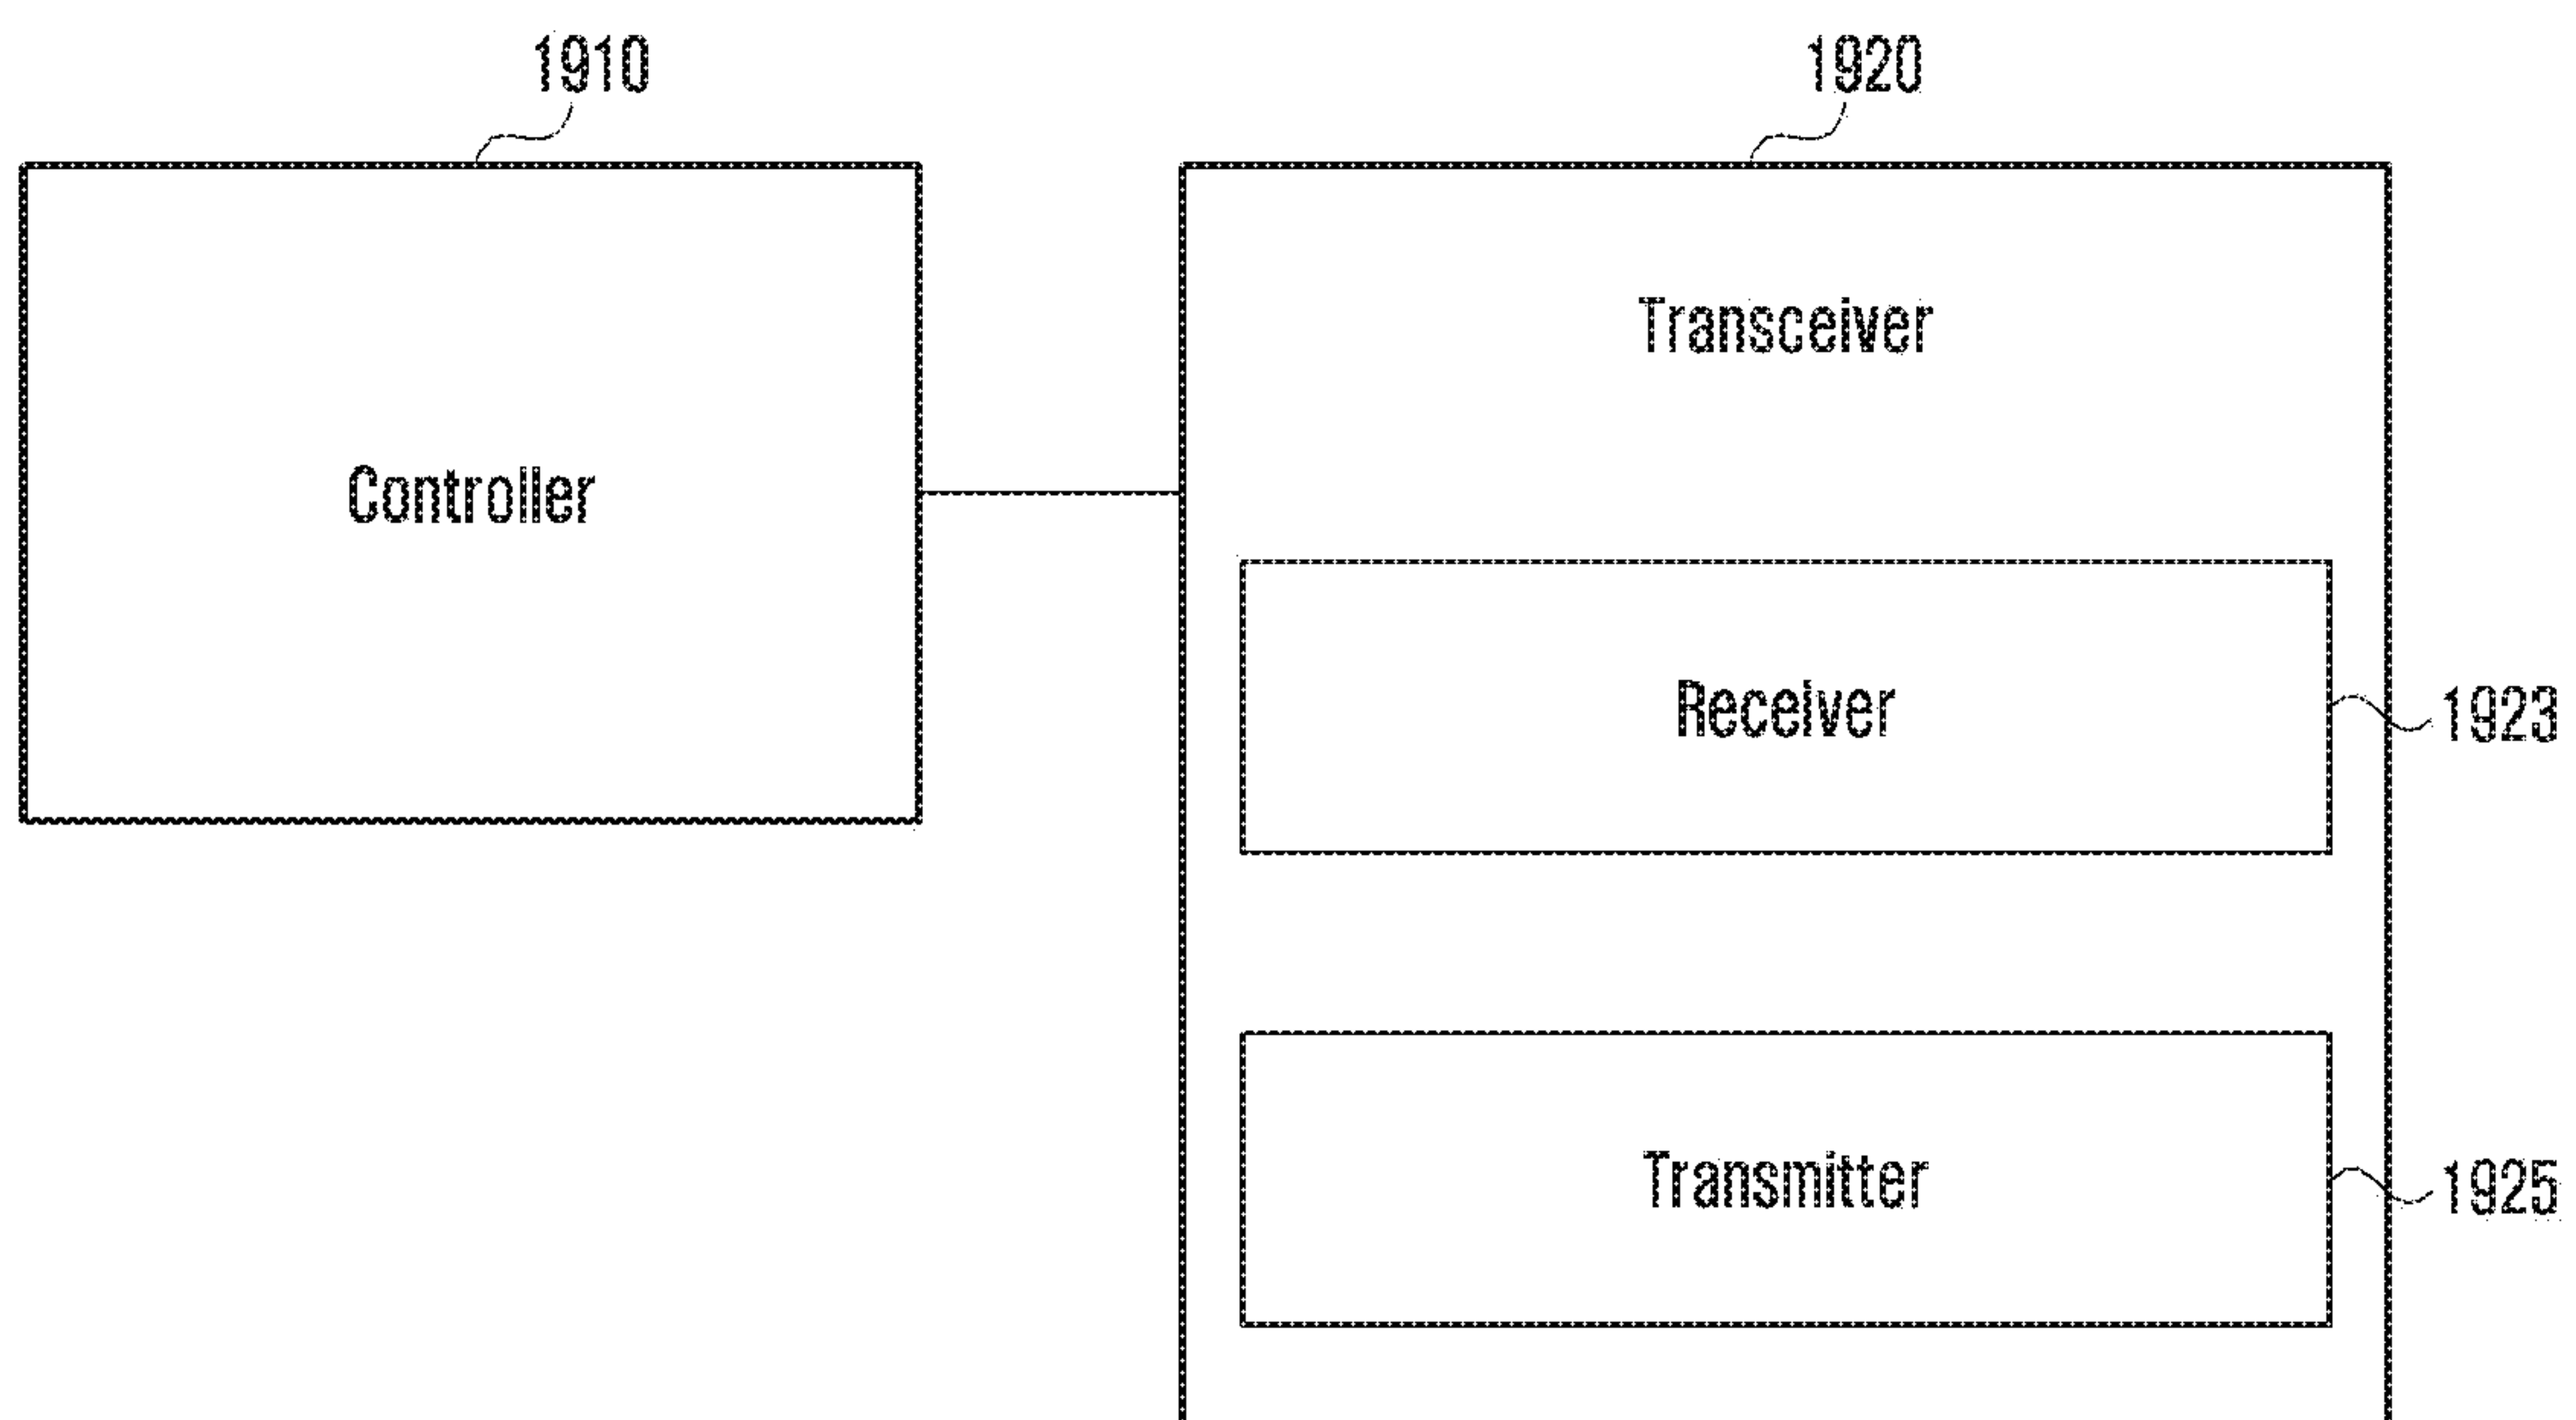 1910
1920
Transceiver
Controller
Receiver
1923
Transmitter
1925